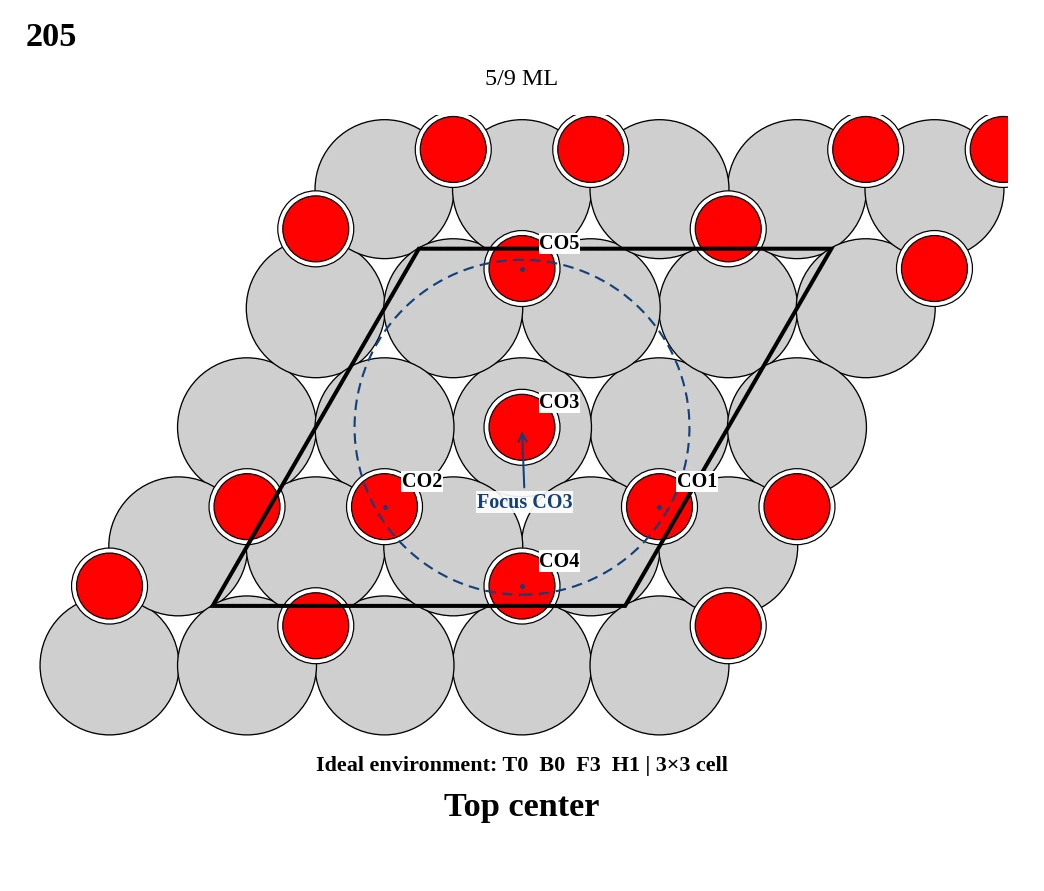 205
5/9 ML
CO5
CO3
CO2
CO1
Focus CO3
CO4
Ideal environment: T0  B0  F3  H1 | 3×3 cell
Top center